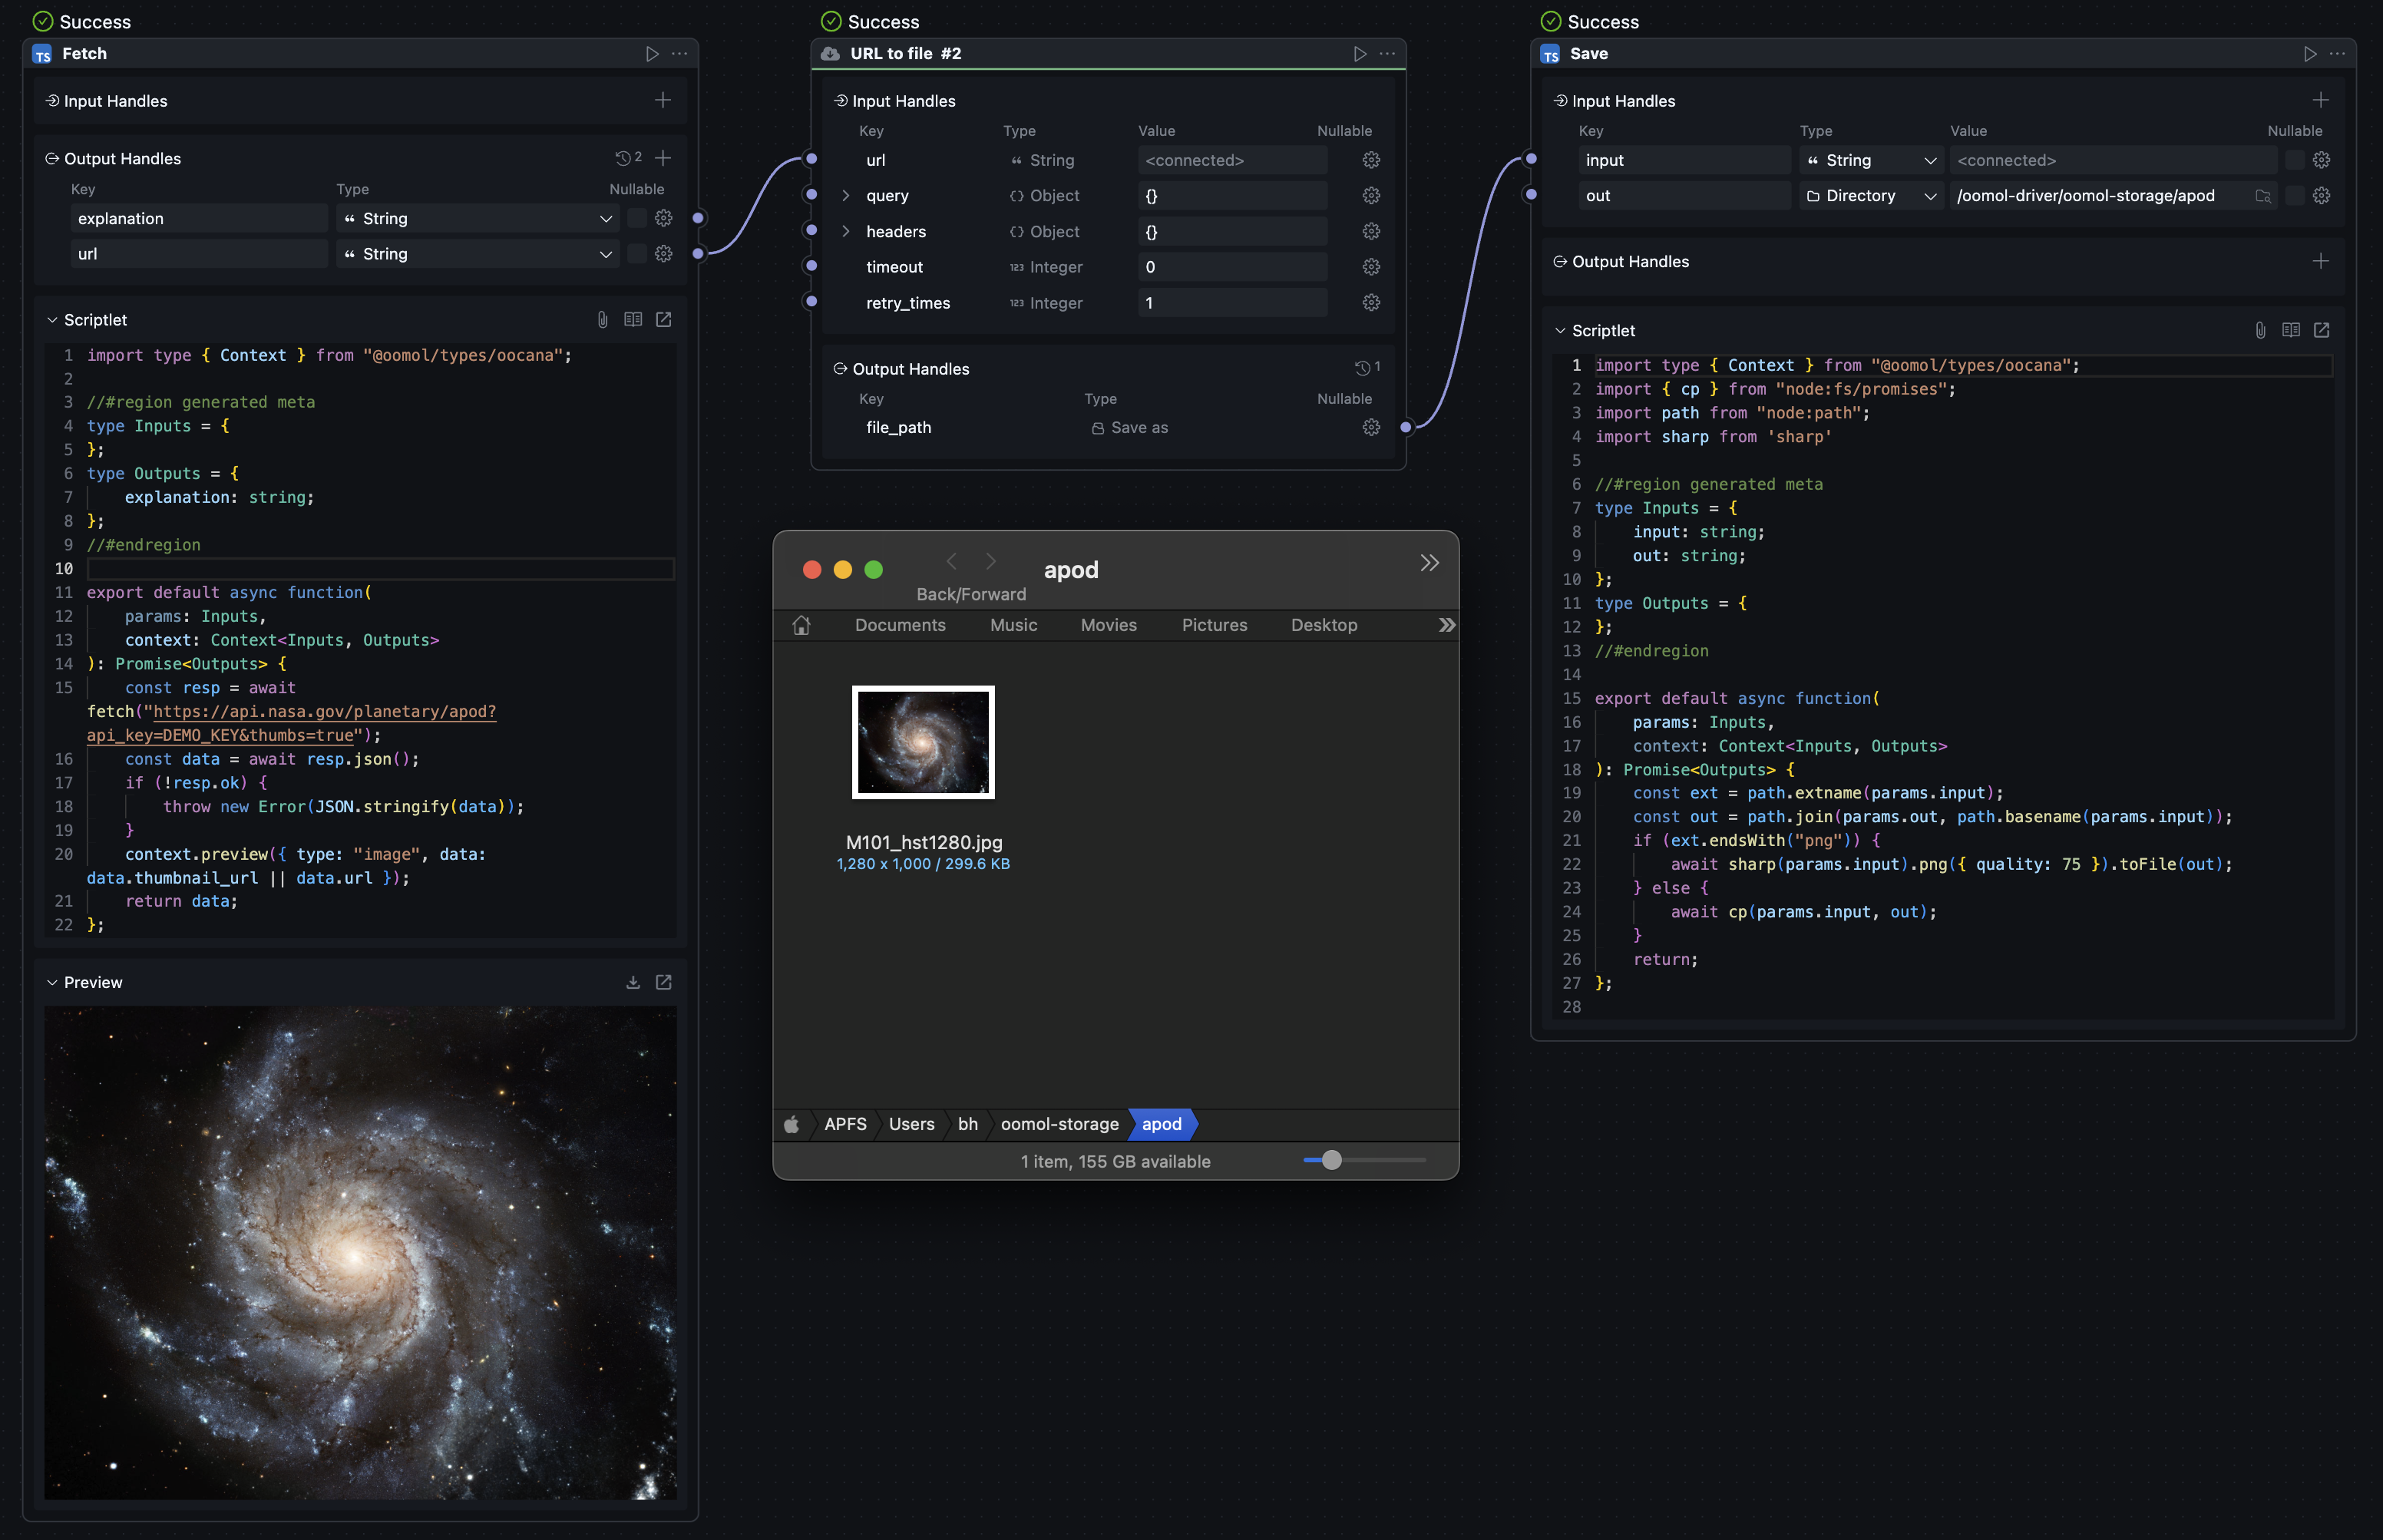 Success
TS Fetch
Input Handles
Output Handles 2
Key Type Nullable
explanation String
url String
Scriptlet
1 import type { Context } from "@oomol/types/oocana";
2
3 //#region generated meta
4 type Inputs = {
5 };
6 type Outputs = {
7 explanation: string;
8 };
9 //#endregion
10
11 export default async function(
12 params: Inputs,
13 context: Context<Inputs, Outputs>
14 ): Promise<Outputs> {
15 const resp = await
fetch("https://api.nasa.gov/planetary/apod?
api_key=DEMO_KEY&thumbs=true");
16 const data = await resp.json();
17 if (!resp.ok) {
18 throw new Error(JSON.stringify(data));
19 }
20 context.preview({ type: "image", data:
data.thumbnail_url || data.url });
21 return data;
22 };
Preview
Success
URL to file #2
Input Handles
Key Type Value Nullable
url String <connected>
query {} Object {}
headers {} Object {}
timeout 123 Integer 0
retry_times 123 Integer 1
Output Handles 1
Key Type Nullable
file_path Save as
apod
Back/Forward
Documents Music Movies Pictures Desktop
M101_hst1280.jpg
1,280 x 1,000 / 299.6 KB
APFS Users bh oomol-storage apod
1 item, 155 GB available
Success
TS Save
Input Handles
Key Type Value Nullable
input String <connected>
out Directory /oomol-driver/oomol-storage/apod
Output Handles
Scriptlet
1 import type { Context } from "@oomol/types/oocana";
2 import { cp } from "node:fs/promises";
3 import path from "node:path";
4 import sharp from 'sharp'
5
6 //#region generated meta
7 type Inputs = {
8 input: string;
9 out: string;
10 };
11 type Outputs = {
12 };
13 //#endregion
14
15 export default async function(
16 params: Inputs,
17 context: Context<Inputs, Outputs>
18 ): Promise<Outputs> {
19 const ext = path.extname(params.input);
20 const out = path.join(params.out, path.basename(params.input));
21 if (ext.endsWith("png")) {
22 await sharp(params.input).png({ quality: 75 }).toFile(out);
23 } else {
24 await cp(params.input, out);
25 }
26 return;
27 };
28